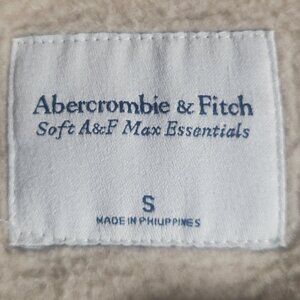 Abercrombie & Fitch
Soft A&F Max Essentials
S
MADE IN PHILIPPINES